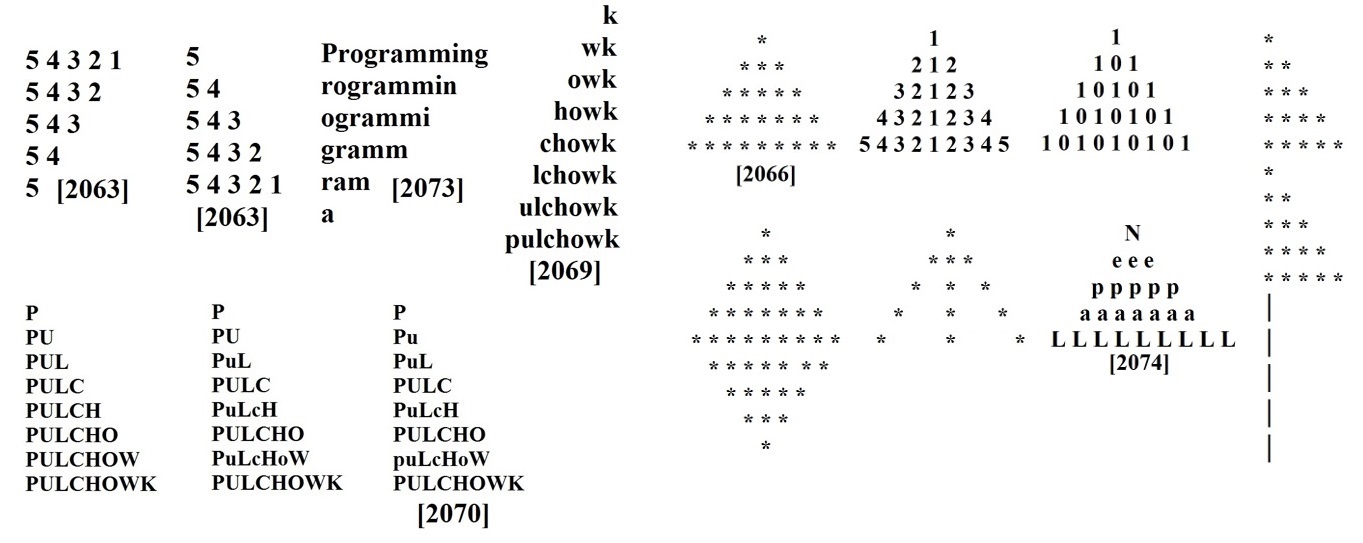 5 4 3 2 1
5 4 3 2
5 4 3
5 4
5 [2063]
5
5 4
5 4 3
5 4 3 2
5 4 3 2 1
[2063]
Programming
rogrammin
ogrammi
gramm
ram [2073]
a
k
wk
owk
howk
chowk
lchowk
ulchowk
pulchowk
[2069]
*
* * *
* * * * *
* * * * * * *
* * * * * * * * *
[2066]
1
2 1 2
3 2 1 2 3
4 3 2 1 2 3 4
5 4 3 2 1 2 3 4 5
1
1 0 1
1 0 1 0 1
1 0 1 0 1 0 1
1 0 1 0 1 0 1 0 1
*
* *
* * *
* * * *
* * * * *
*
* *
* * *
* * * *
* * * * *
|
|
|
|
|
P
PU
PUL
PULC
PULCH
PULCHO
PULCHOW
PULCHOWK
P
PU
PuL
PULC
PuLcH
PULCHO
PuLcHoW
PULCHOWK
P
Pu
PuL
PULC
PuLcH
PULCHO
puLcHoW
PULCHOWK
[2070]
*
* * *
* * * * *
* * * * * * *
* * * * * * * * *
* * * * * * *
* * * * *
* * *
*
*
* * *
* * *
* * *
* * *
N
e e e
p p p p p
a a a a a a a
L L L L L L L L L
[2074]